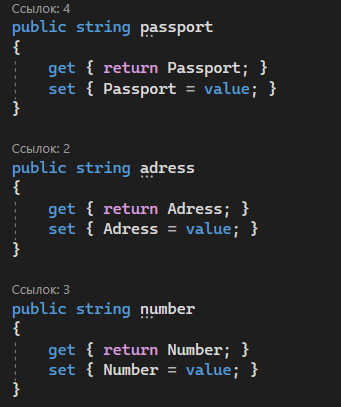 Ссылок: 4
public string passport
{
    get { return Passport; }
    set { Passport = value; }
}
Ссылок: 2
public string adress
{
    get { return Adress; }
    set { Adress = value; }
}
Ссылок: 3
public string number
{
    get { return Number; }
    set { Number = value; }
}